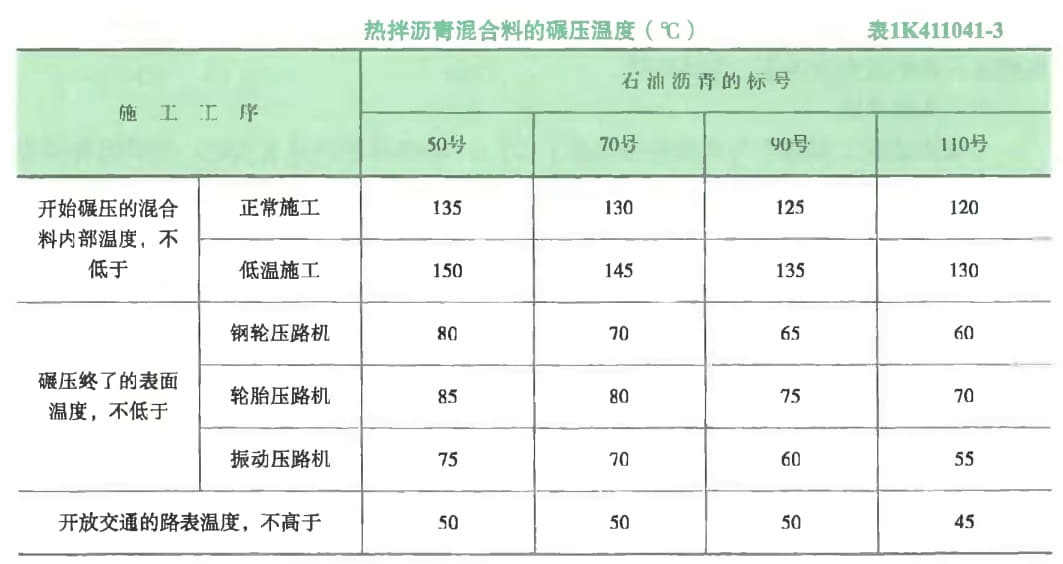 热拌沥青混合料的碾压温度（℃） 表1K411041-3
施工工序 石油沥青的标号
50号 70号 90号 110号
开始碾压的混合
料内部温度，不
低于
正常施工 135 130 125 120
低温施工 150 145 135 130
碾压终了的表面
温度，不低于
钢轮压路机 80 70 65 60
轮胎压路机 85 80 75 70
振动压路机 75 70 60 55
开放交通的路表温度，不高于 50 50 50 45